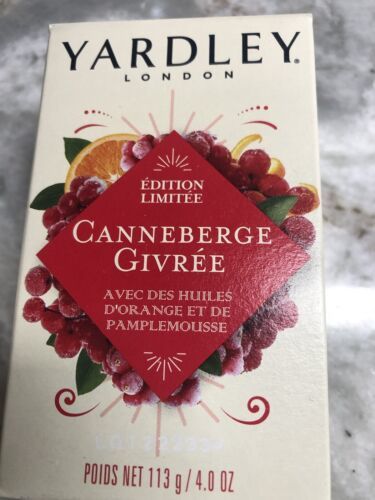 YARDLEY®
LONDON
ÉDITION
LIMITÉE
CANNEBERGE
GIVRÉE
AVEC DES HUILES
D'ORANGE ET DE
PAMPLEMOUSSE
POIDS NET 113 g / 4.0 OZ